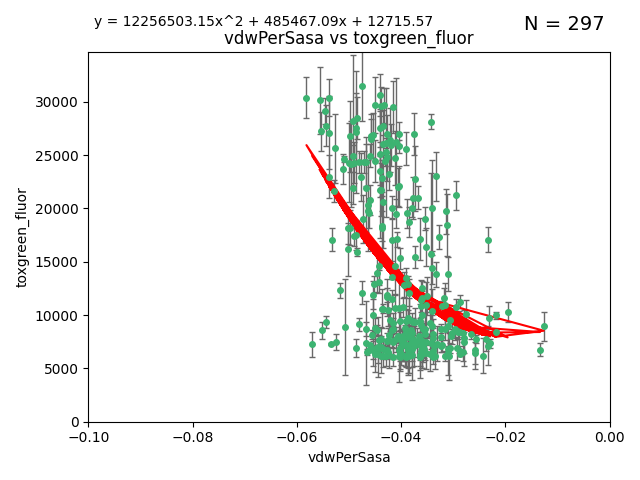 y = 12256503.15x^2 + 485467.09x + 12715.57
N = 297
vdwPerSasa vs toxgreen_fluor
30000
25000
20000
15000
10000
5000
0
toxgreen_fluor
−0.10 −0.08 −0.06 −0.04 −0.02 0.00
vdwPerSasa